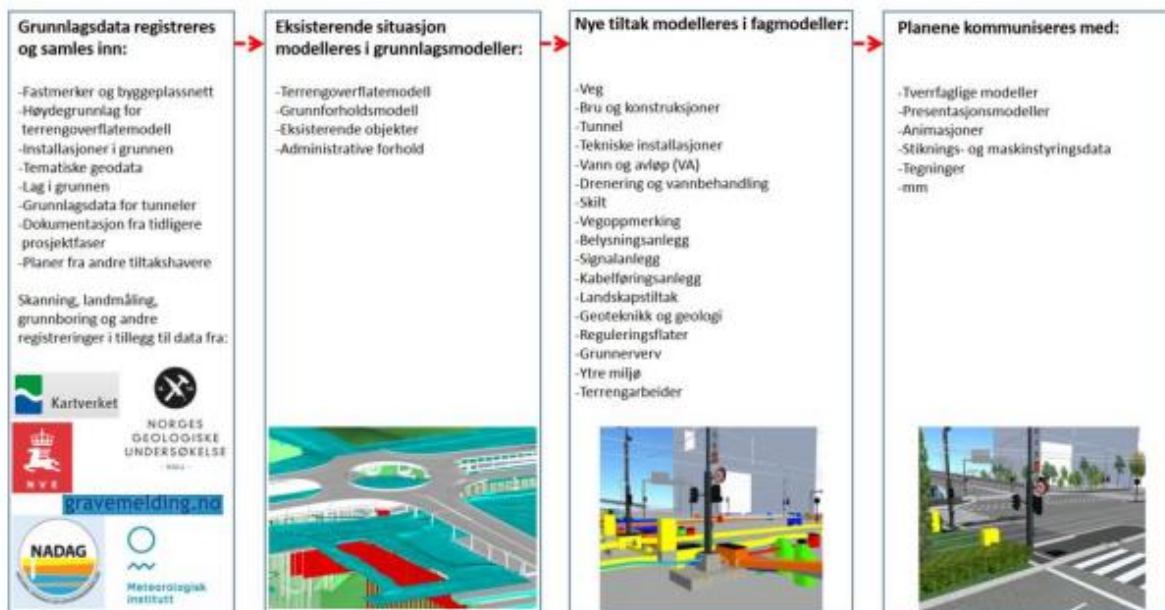 Grunnlagsdata registreres
og samles inn:
-Fastmerker og byggeplassnett
-Høydegrunnlag for
terrengoverflatemodell
-Installasjoner i grunnen
-Tematiske geodata
-Lag i grunnen
-Grunnlagsdata for tunneler
-Dokumentasjon fra tidligere
prosjektfaser
-Planer fra andre tiltakshavere
Skanning, landmåling,
grunnboring og andre
registreringer i tillegg til data fra:
Kartverket
NORGES
GEOLOGISKE
UNDERSØKELSE
- NGU -
NVE
gravemelding.no
NADAG
Meteorologisk
institutt
Eksisterende situasjon
modelleres i grunnlagsmodeller:
-Terrengoverflatemodell
-Grunnforholdsmodell
-Eksisterende objekter
-Administrative forhold
Nye tiltak modelleres i fagmodeller:
-Veg
-Bru og konstruksjoner
-Tunnel
-Tekniske installasjoner
-Vann og avløp (VA)
-Drenering og vannbehandling
-Skilt
-Vegoppmerking
-Belysningsanlegg
-Signalanlegg
-Kabelføringsanlegg
-Landskapstiltak
-Geoteknikk og geologi
-Reguleringsflater
-Grunnerverv
-Ytre miljø
-Terrengarbeider
Planene kommuniseres med:
-Tverrfaglige modeller
-Presentasjonsmodeller
-Animasjoner
-Stiknings- og maskinstyringsdata
-Tegninger
-mm